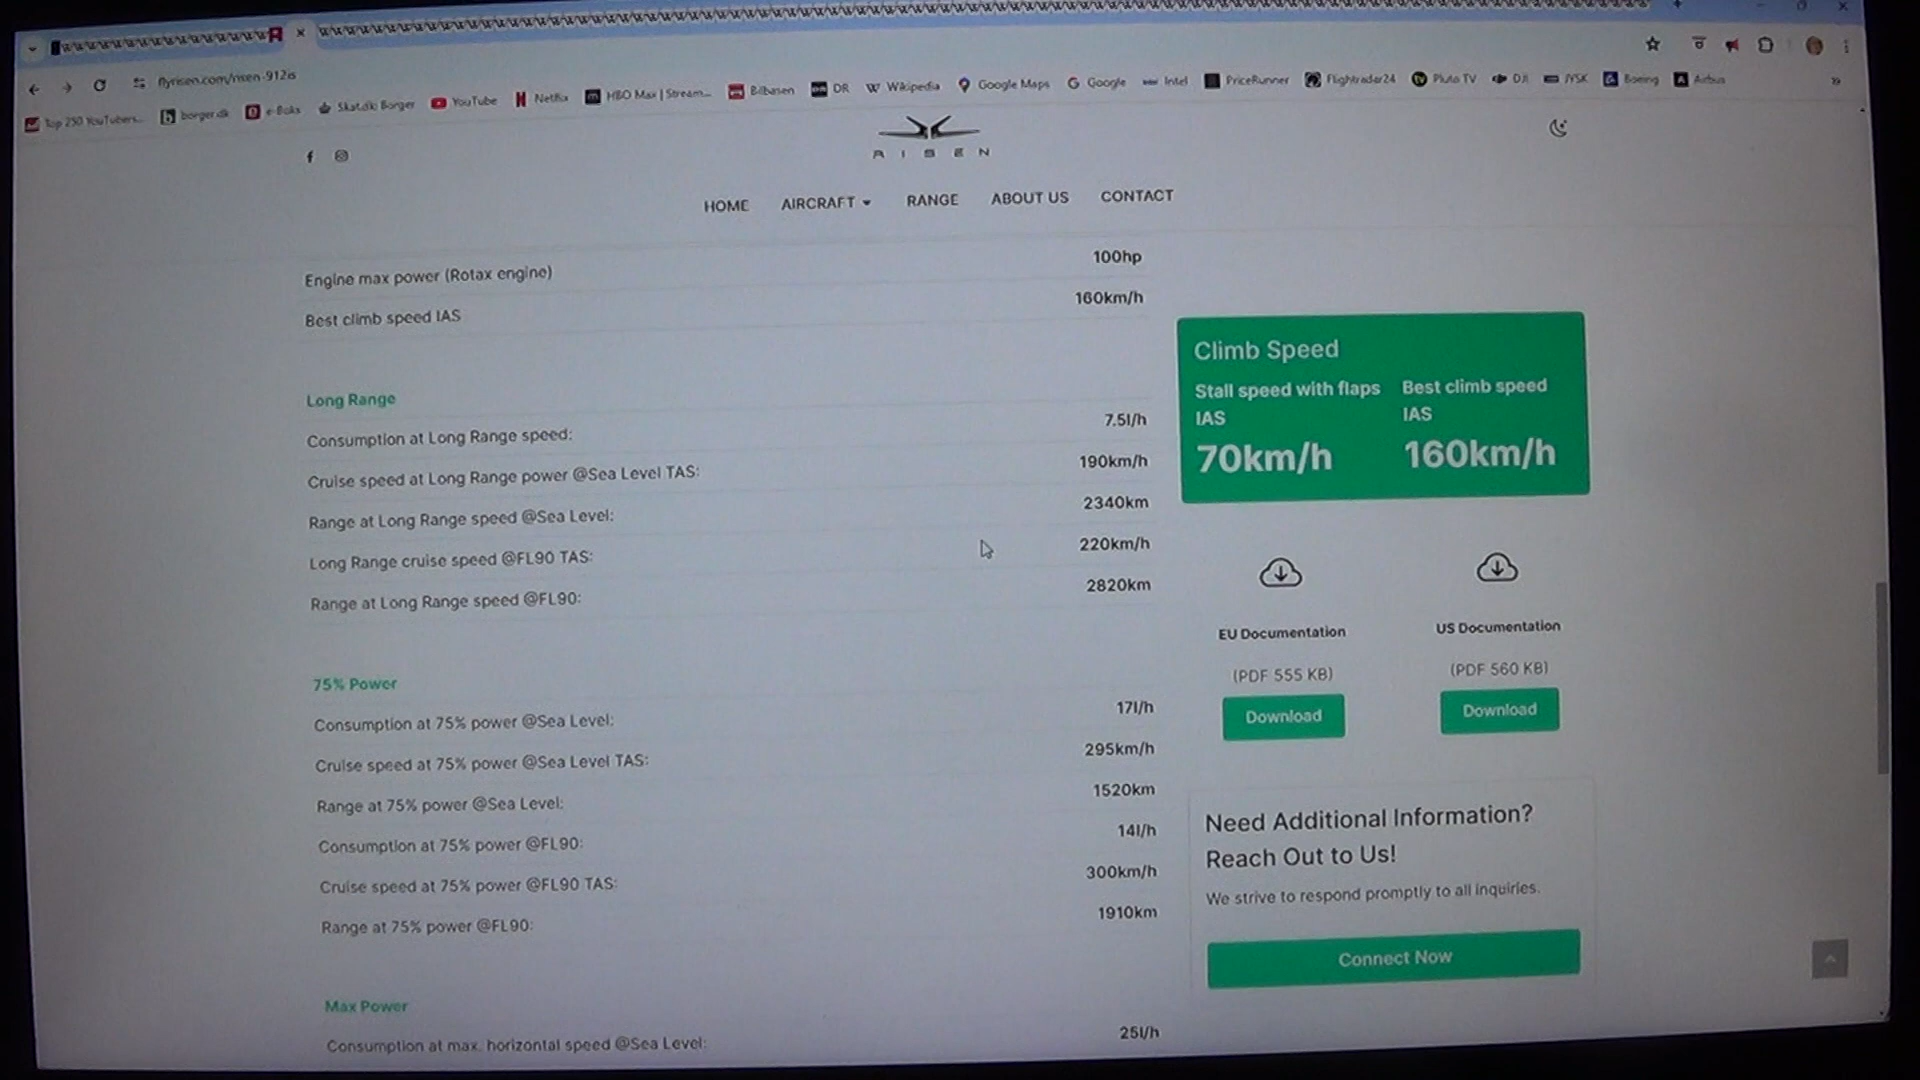 flyrisen.com/risen-912is
Top 250 YouTubers...
borger.dk
e-Boks
Skat.dk: Borger
YouTube
Netflix
HBO Max | Stream...
Bilbasen
DR
Wikipedia
Google Maps
Google
Intel
PriceRunner
Flightradar24
Pluto TV
DJI
JYSK
Boeing
Airbus
RISEN
HOME AIRCRAFT RANGE ABOUT US CONTACT
Engine max power (Rotax engine) 100hp
Best climb speed IAS 160km/h
Long Range
Consumption at Long Range speed: 7.5l/h
Cruise speed at Long Range power @Sea Level TAS: 190km/h
Range at Long Range speed @Sea Level: 2340km
Long Range cruise speed @FL90 TAS: 220km/h
Range at Long Range speed @FL90: 2820km
75% Power
Consumption at 75% power @Sea Level: 17l/h
Cruise speed at 75% power @Sea Level TAS: 295km/h
Range at 75% power @Sea Level: 1520km
Consumption at 75% power @FL90: 14l/h
Cruise speed at 75% power @FL90 TAS: 300km/h
Range at 75% power @FL90: 1910km
Max Power
Consumption at max. horizontal speed @Sea Level: 25l/h
Climb Speed
Stall speed with flaps
IAS
70km/h
Best climb speed
IAS
160km/h
EU Documentation
(PDF 555 KB)
Download
US Documentation
(PDF 560 KB)
Download
Need Additional Information?
Reach Out to Us!
We strive to respond promptly to all inquiries.
Connect Now